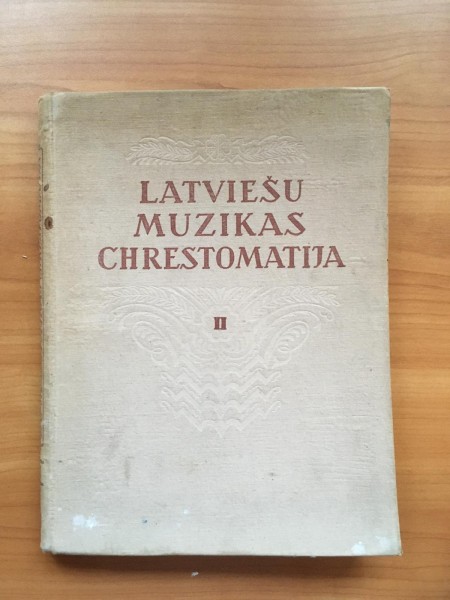 LATVIEŠU
MUZIKAS
CHRESTOMATIJA
II